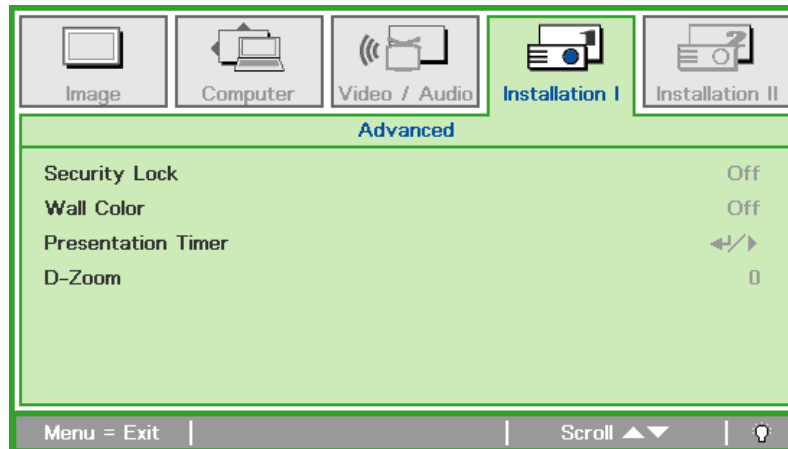 Image Computer Video / Audio Installation I Installation II
Advanced
Security Lock Off
Wall Color Off
Presentation Timer ↵/▶
D-Zoom 0
Menu = Exit Scroll ▲▼